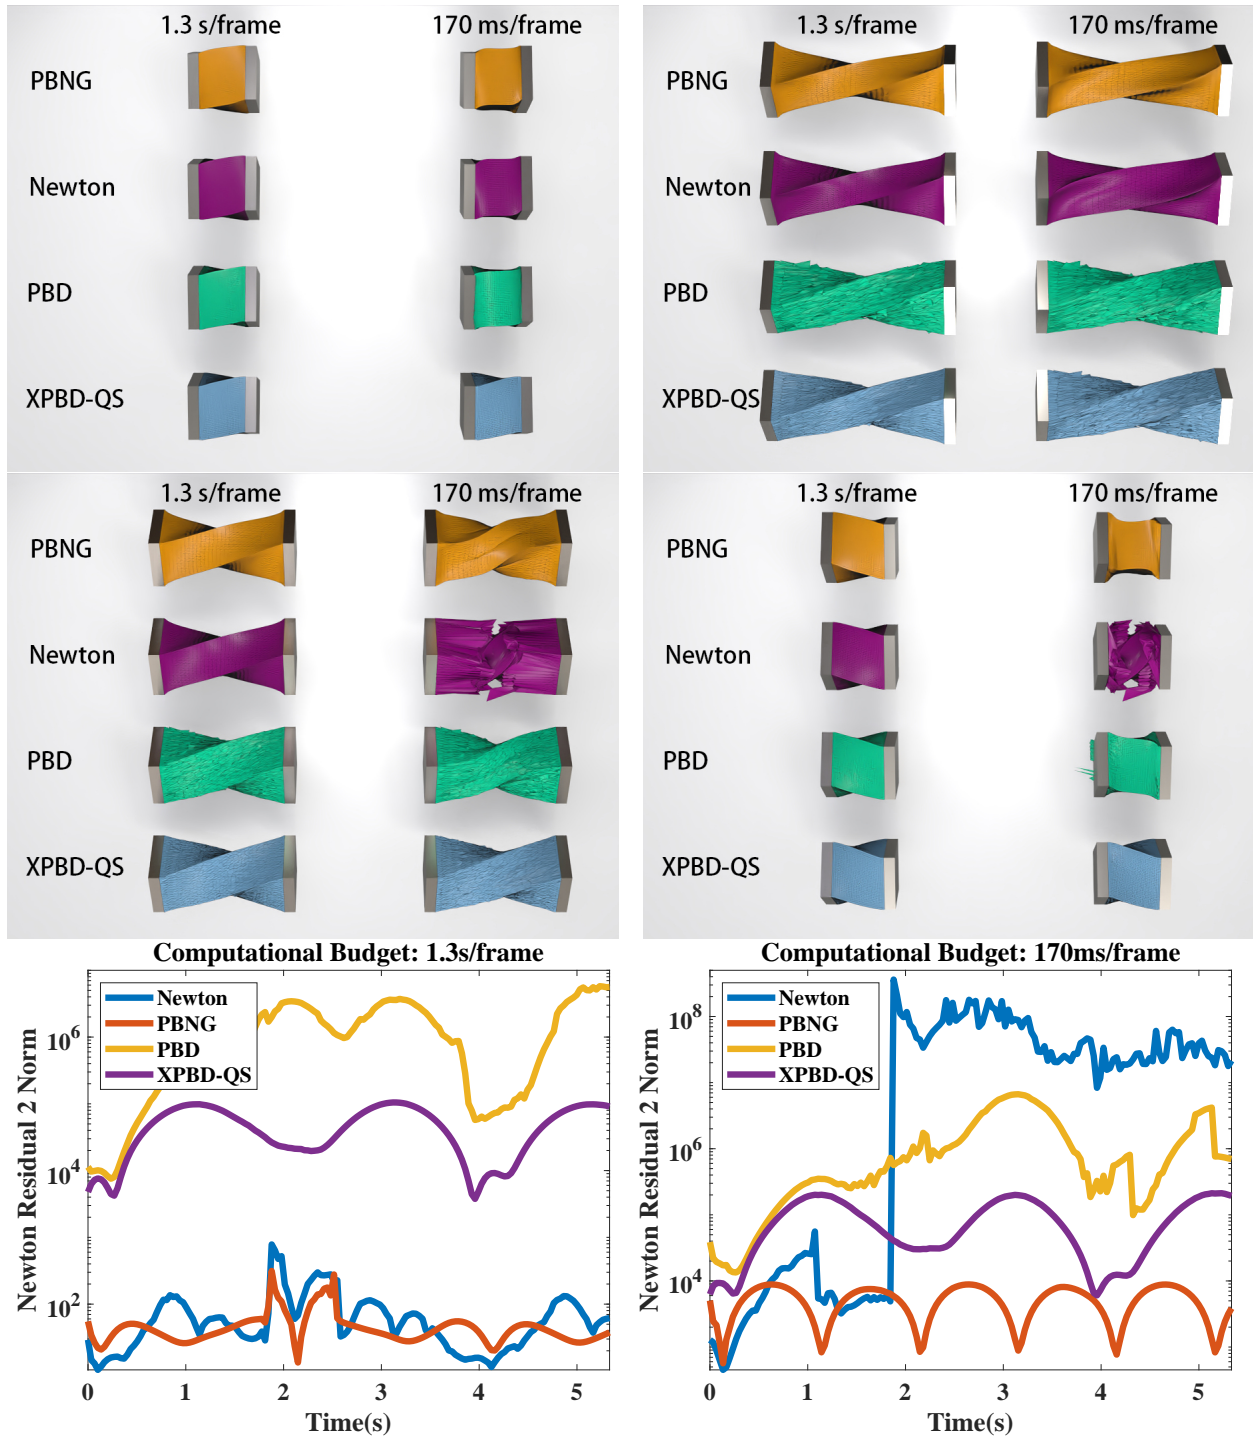 1.3 s/frame 170 ms/frame
PBNG
Newton
PBD
XPBD-QS
1.3 s/frame 170 ms/frame
PBNG
Newton
PBD
XPBD-QS
1.3 s/frame 170 ms/frame
PBNG
Newton
PBD
XPBD-QS
1.3 s/frame 170 ms/frame
PBNG
Newton
PBD
XPBD-QS
Computational Budget: 1.3s/frame
Newton
PBNG
PBD
XPBD-QS
Newton Residual 2 Norm
10^6
10^4
10^2
0 1 2 3 4 5
Time(s)
Computational Budget: 170ms/frame
Newton
PBNG
PBD
XPBD-QS
Newton Residual 2 Norm
10^8
10^6
10^4
0 1 2 3 4 5
Time(s)